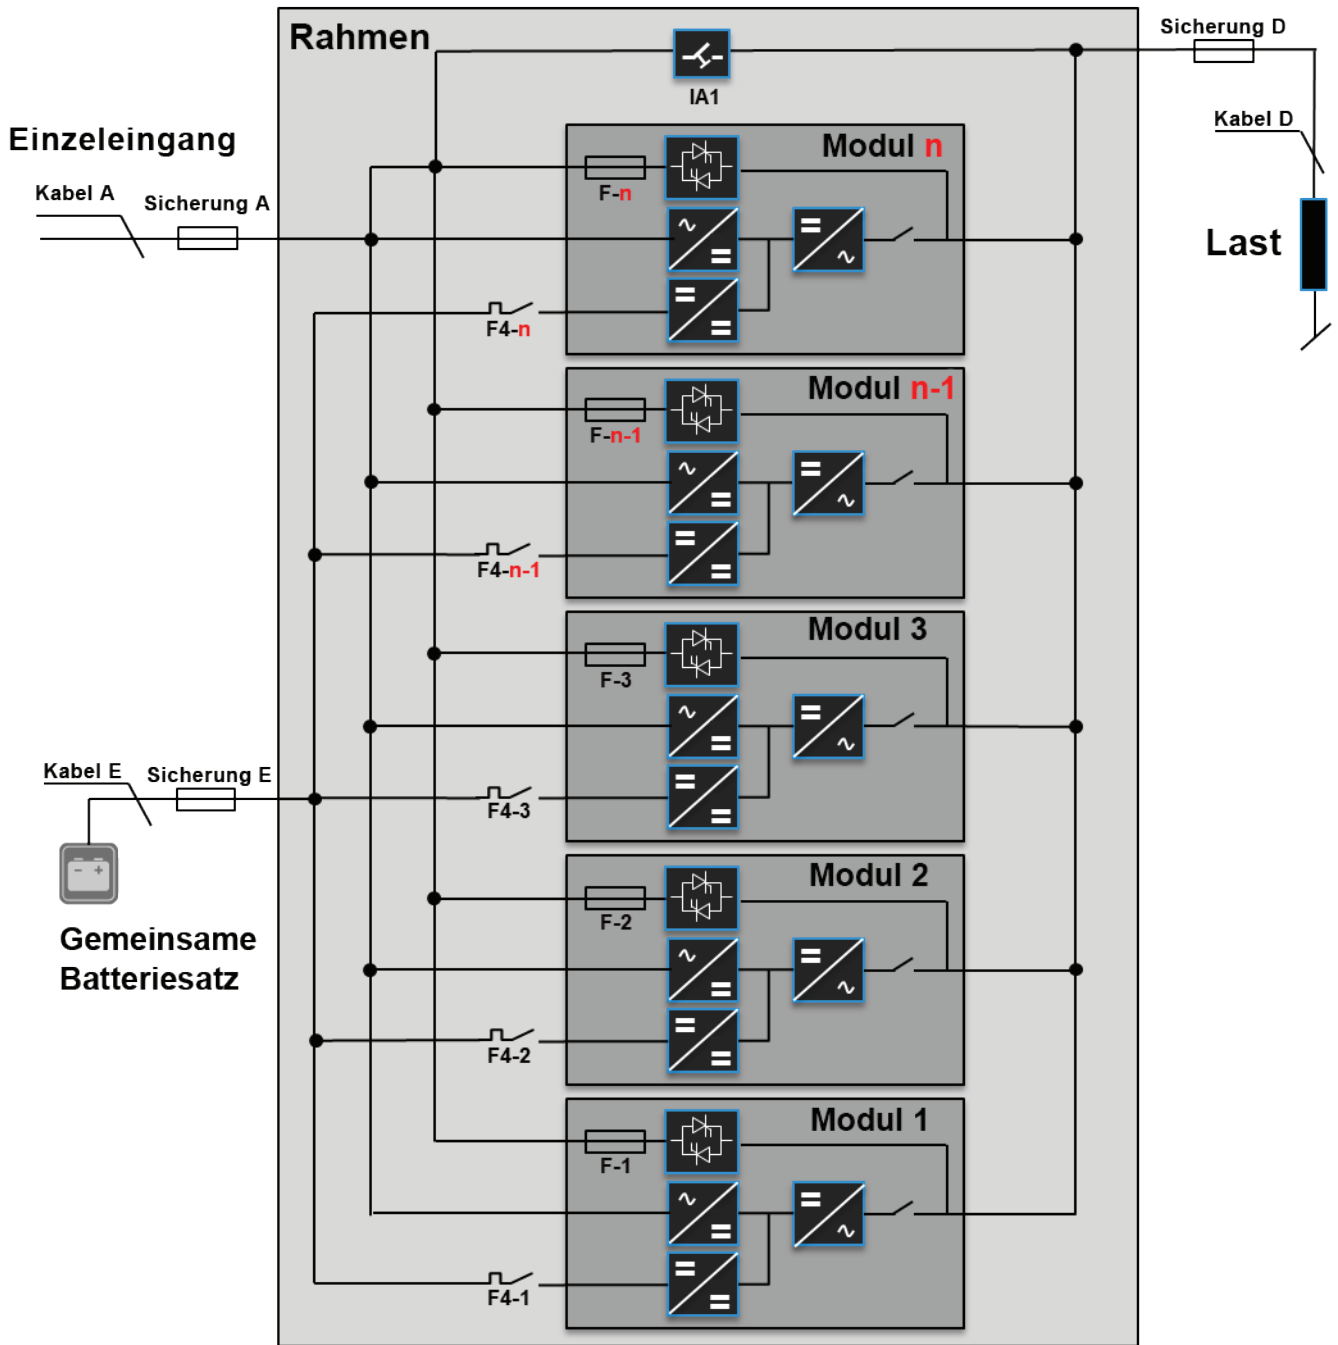 Rahmen
Sicherung D
IA1
Kabel D
Last
Einzeleingang
Kabel A
Sicherung A
Modul n
F-n
F4-n
Modul n-1
F-n-1
F4-n-1
Modul 3
F-3
F4-3
Kabel E
Sicherung E
Gemeinsame
Batteriesatz
Modul 2
F-2
F4-2
Modul 1
F-1
F4-1